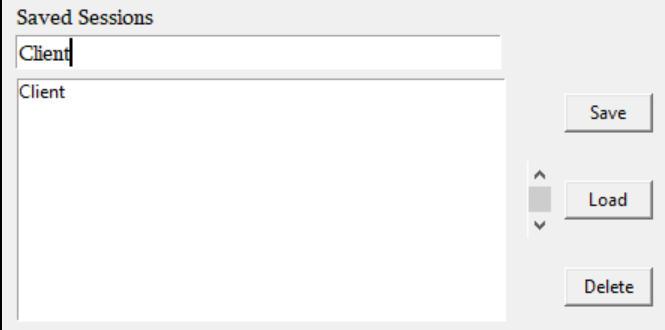 Saved Sessions
Client
Client
Save
Load
Delete